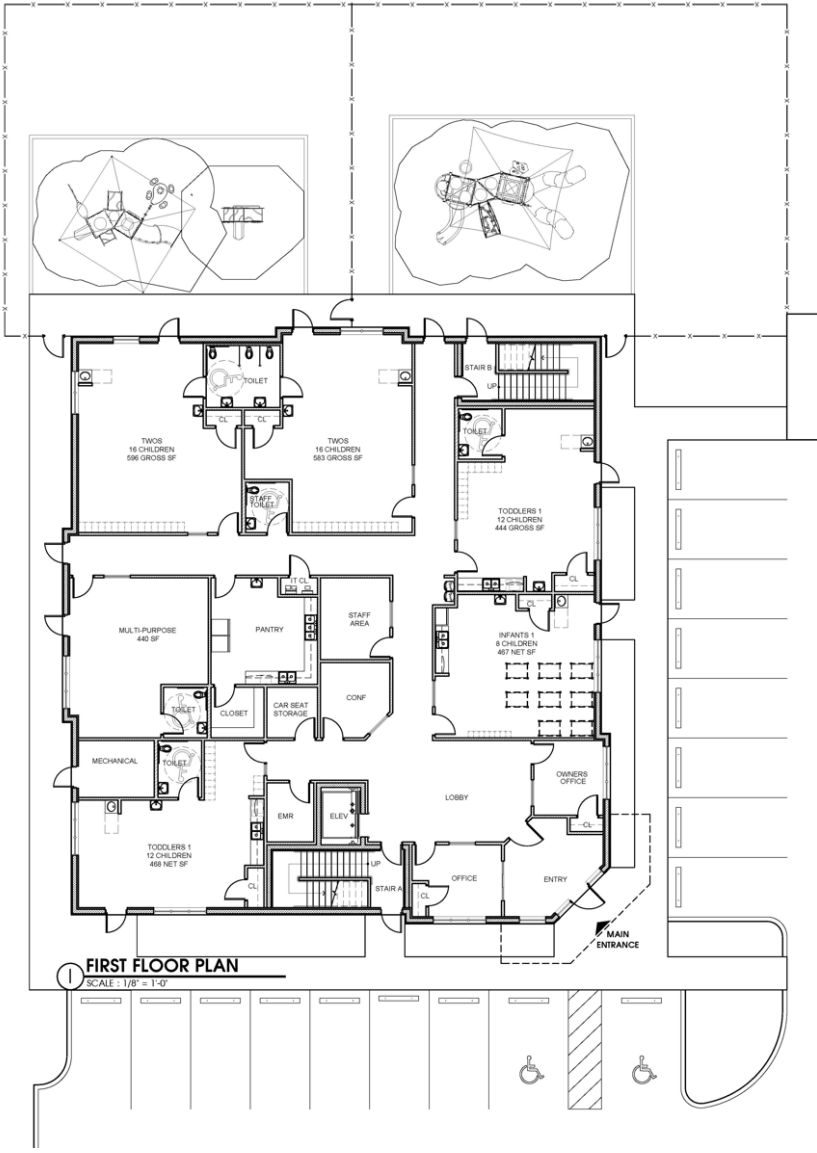 TOILET
STAIR B
UP
CL
CL
TWOS
16 CHILDREN
596 GROSS SF
TWOS
16 CHILDREN
583 GROSS SF
TOILET
STAFF
TOILET
TODDLERS 1
12 CHILDREN
444 GROSS SF
CL
IT CL
MULTI-PURPOSE
440 SF
PANTRY
STAFF
AREA
CL
INFANTS 1
8 CHILDREN
467 NET SF
TOILET
CLOSET
CAR SEAT
STORAGE
CONF
MECHANICAL
TOILET
LOBBY
OWNERS
OFFICE
EMR
ELEV
CL
TODDLERS 1
12 CHILDREN
468 NET SF
CL
UP
STAIR A
OFFICE
CL
ENTRY
MAIN
ENTRANCE
1 FIRST FLOOR PLAN
SCALE : 1/8" = 1'-0"